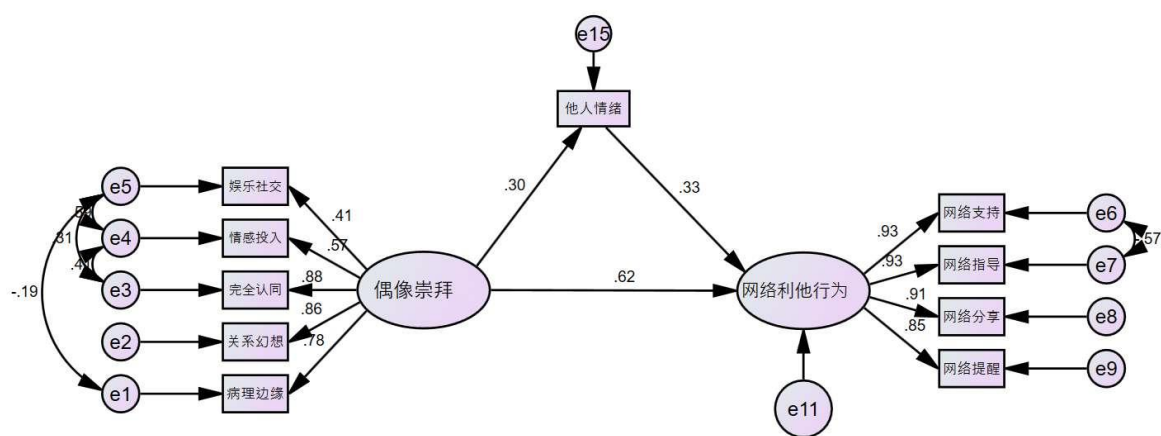 e15
他人情绪
.30
.33
e5
娱乐社交
.41
e4
情感投入
.57
.31
-.19
e3
完全认同
.88
偶像崇拜
.62
网络利他行为
e2
关系幻想
.86
e1
病理边缘
.78
网络支持
.93
e6
网络指导
.93
e7
网络分享
.91
e8
网络提醒
.85
e9
e11